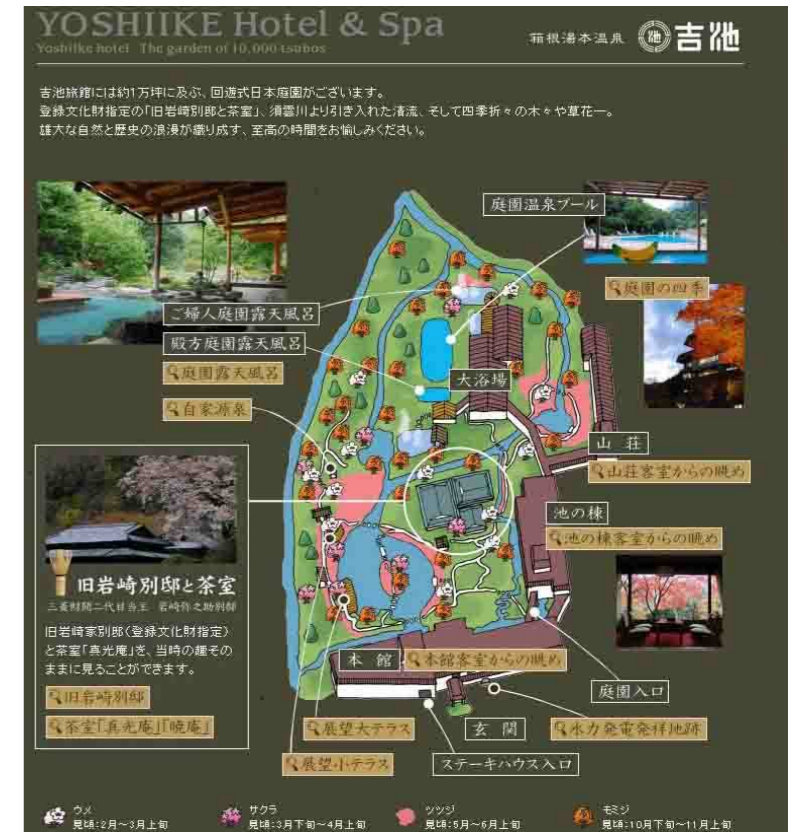 YOSHIIKE Hotel & Spa
YoshiIke hotel The garden of 10,000 tsubos
箱根湯本温泉 吉池
吉池旅館には約1万坪に及ぶ、回遊式日本庭園がございます。
登録文化財指定の「旧岩崎別邸と茶室」、須雲川より引き入れた清流、そして四季折々の木々や草花―。
雄大な自然と歴史の浪漫が織り成す、至高の時間をお愉しみください。
庭園温泉プール
庭園の四季
ご婦人庭園露天風呂
殿方庭園露天風呂
庭園露天風呂
大浴場
自家源泉
山荘
山荘客室からの眺め
池の棟
池の棟客室からの眺め
旧岩崎別邸と茶室
三菱財閥二代目当主 岩崎弥之助別邸
旧岩崎家別邸(登録文化財指定)
と茶室「真光庵」を、当時の趣その
ままに見ることができます。
旧岩崎別邸
茶室「真光庵」「暁庵」
本館
本館客室からの眺め
庭園入口
展望大テラス
玄関
水力発電発祥地跡
展望小テラス
ステーキハウス入口
ウメ
見頃:2月~3月上旬
サクラ
見頃:3月下旬~4月上旬
ツツジ
見頃:5月~6月上旬
モミジ
見頃:10月下旬~11月上旬